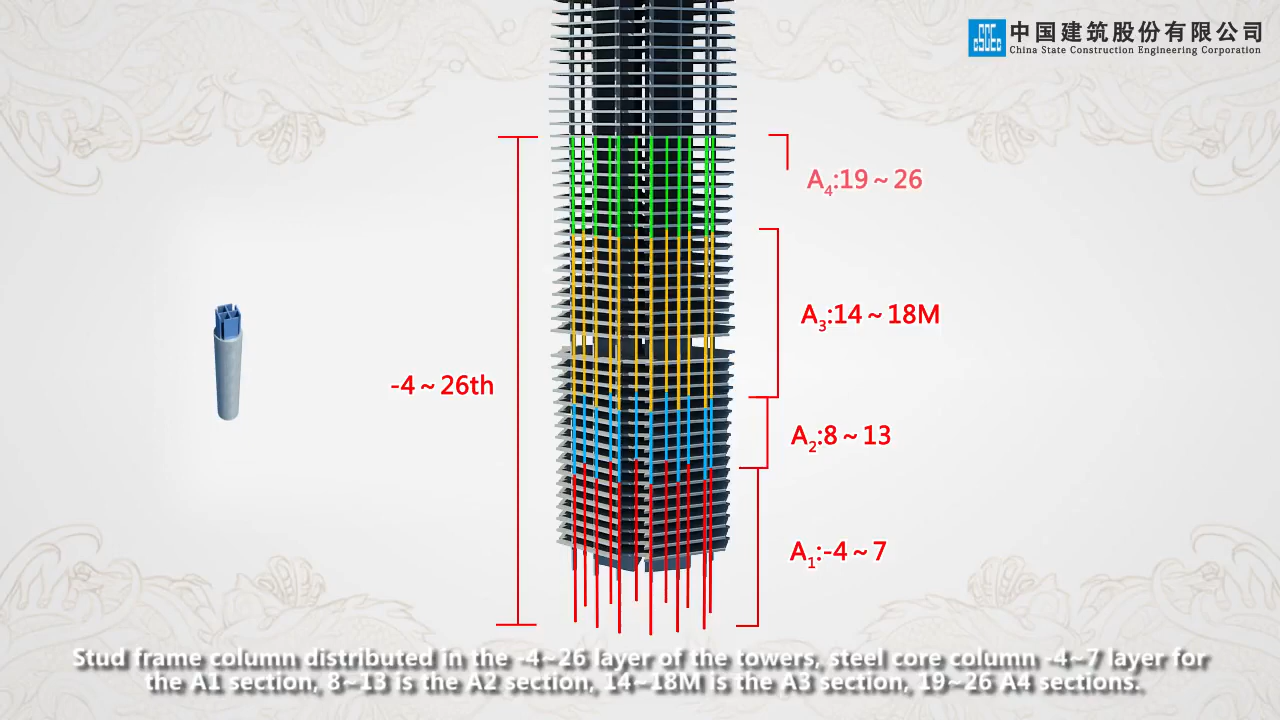 CSCEC
中国建筑股份有限公司
China State Construction Engineering Corporation
A4:19～26
A3:14～18M
-4～26th
A2:8～13
A1:-4～7
Stud frame column distributed in the -4~26 layer of the towers, steel core column -4~7 layer for
the A1 section, 8~13 is the A2 section, 14~18M is the A3 section, 19~26 A4 sections.